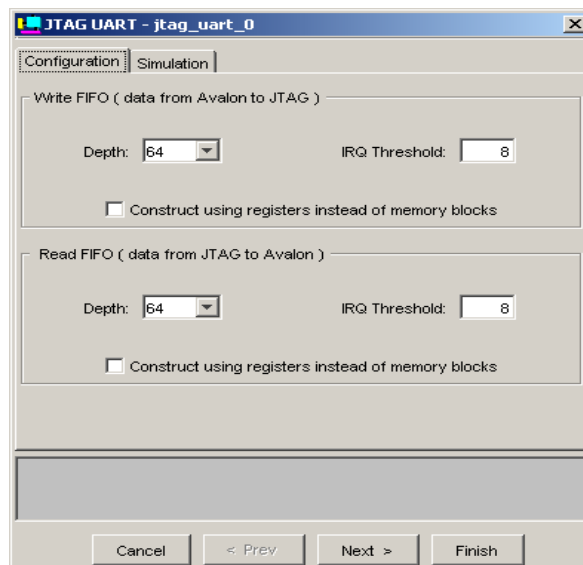 JTAG UART - jtag_uart_0
Configuration Simulation
Write FIFO ( data from Avalon to JTAG )
Depth: 64 IRQ Threshold: 8
Construct using registers instead of memory blocks
Read FIFO ( data from JTAG to Avalon )
Depth: 64 IRQ Threshold: 8
Construct using registers instead of memory blocks
Cancel < Prev Next > Finish